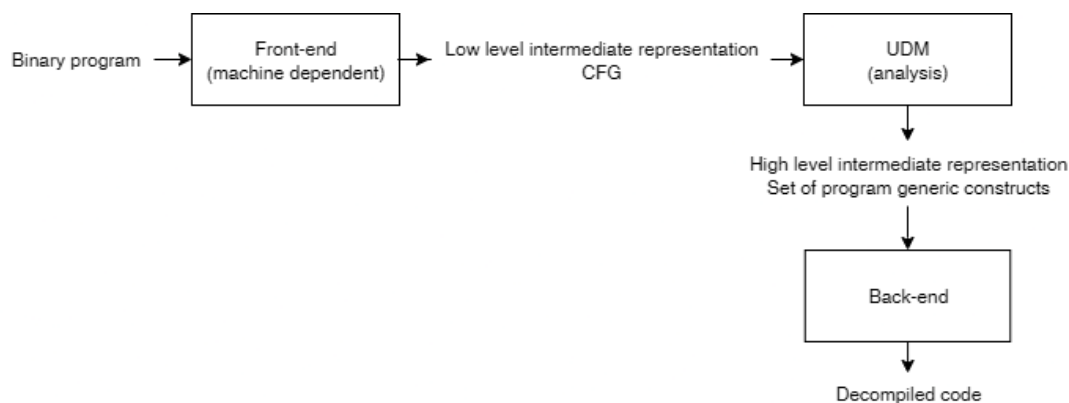 Binary program
Front-end
(machine dependent)
Low level intermediate representation
CFG
UDM
(analysis)
High level intermediate representation
Set of program generic constructs
Back-end
Decompiled code